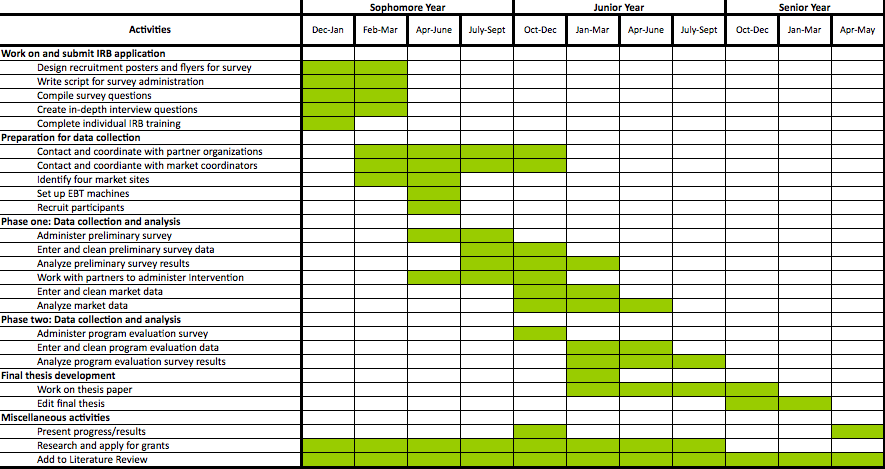 Sophomore Year Junior Year Senior Year
Activities Dec-Jan Feb-Mar Apr-June July-Sept Oct-Dec Jan-Mar Apr-June July-Sept Oct-Dec Jan-Mar Apr-May
Work on and submit IRB application
Design recruitment posters and flyers for survey
Write script for survey administration
Compile survey questions
Create in-depth interview questions
Complete individual IRB training
Preparation for data collection
Contact and coordinate with partner organizations
Contact and coordiante with market coordinators
Identify four market sites
Set up EBT machines
Recruit participants
Phase one: Data collection and analysis
Administer preliminary survey
Enter and clean preliminary survey data
Analyze preliminary survey results
Work with partners to administer Intervention
Enter and clean market data
Analyze market data
Phase two: Data collection and analysis
Administer program evaluation survey
Enter and clean program evaluation data
Analyze program evaluation survey results
Final thesis development
Work on thesis paper
Edit final thesis
Miscellaneous activities
Present progress/results
Research and apply for grants
Add to Literature Review